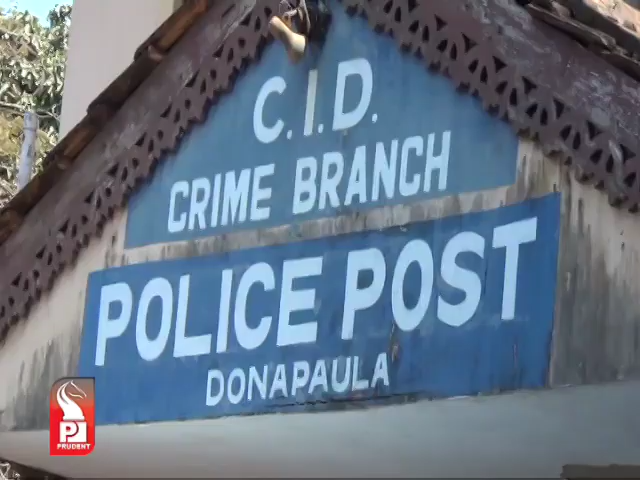 C.I.D.
CRIME BRANCH
POLICE POST
DONAPAULA
PRUDENT